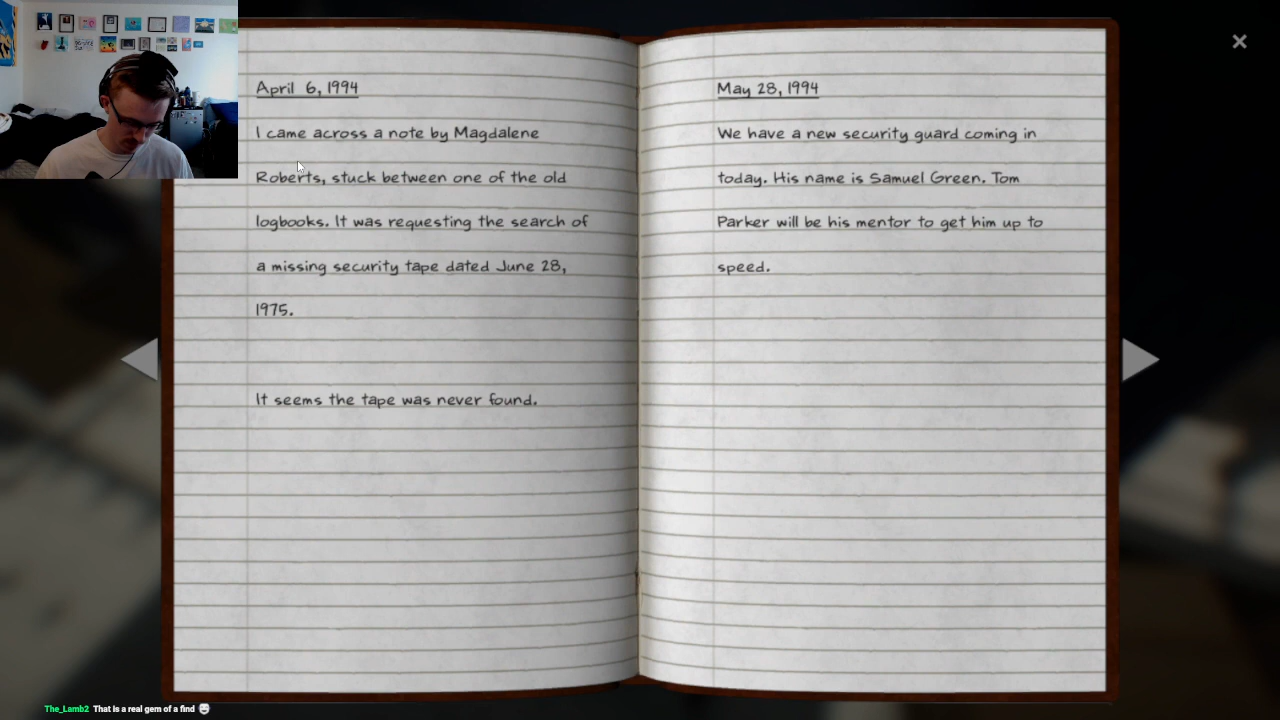 April 6, 1994
I came across a note by Magdalene
Roberts, stuck between one of the old
logbooks. It was requesting the search of
a missing security tape dated June 28,
1975.
It seems the tape was never found.
May 28, 1994
We have a new security guard coming in
today. His name is Samuel Green. Tom
Parker will be his mentor to get him up to
speed.
The_Lamb2 That is a real gem of a find